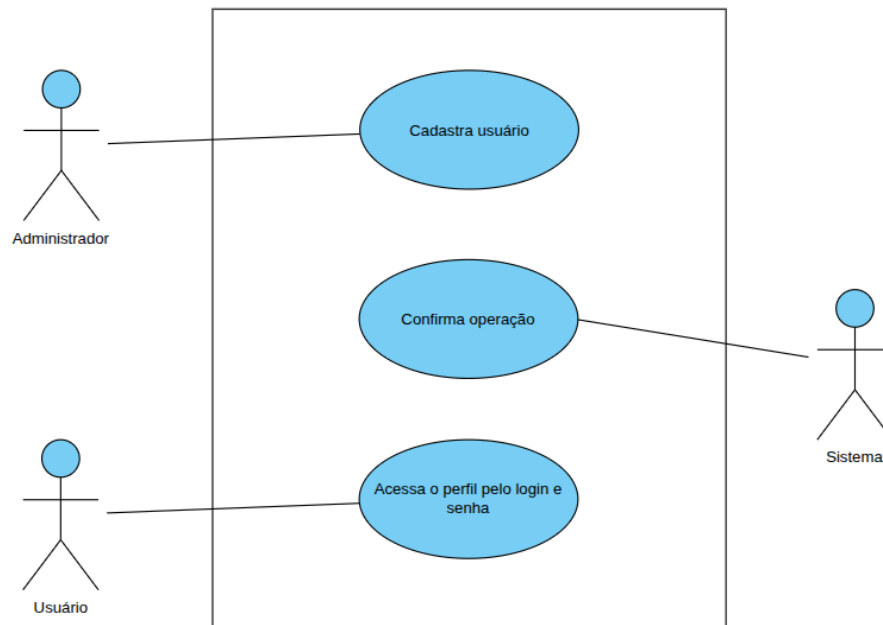 Cadastra usuário
Administrador
Confirma operação
Sistema
Acessa o perfil pelo login e
senha
Usuário